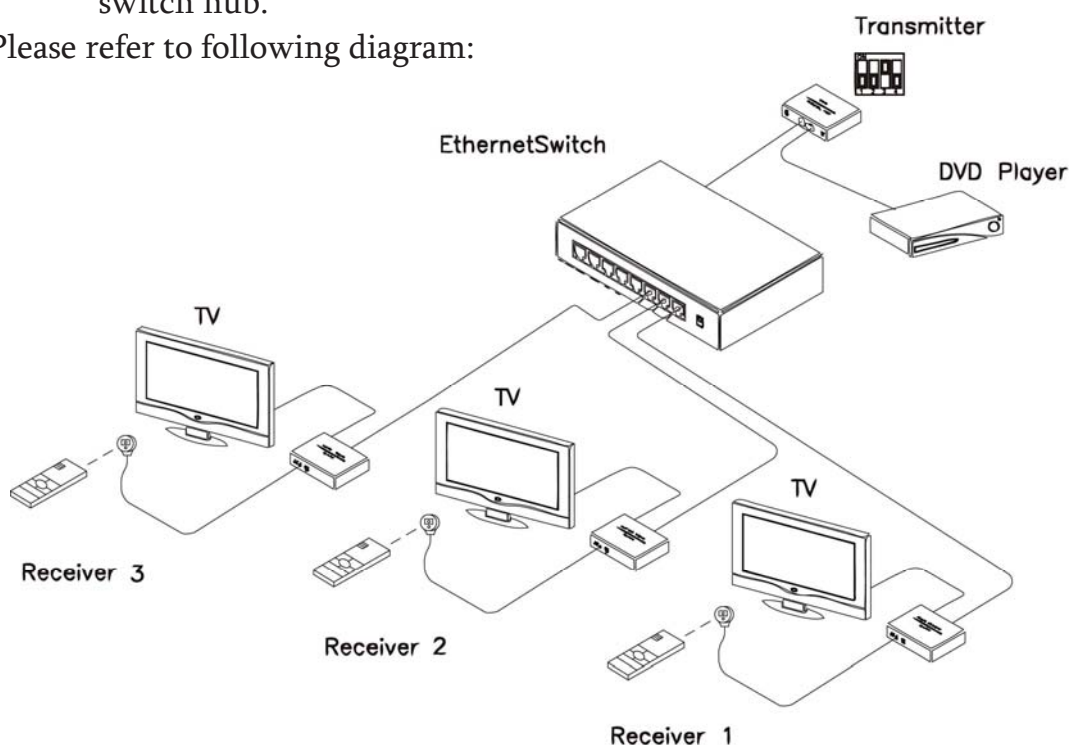 switch hub.
Please refer to following diagram:
Transmitter
EthernetSwitch
DVD Player
TV
TV
TV
Receiver 3
Receiver 2
Receiver 1